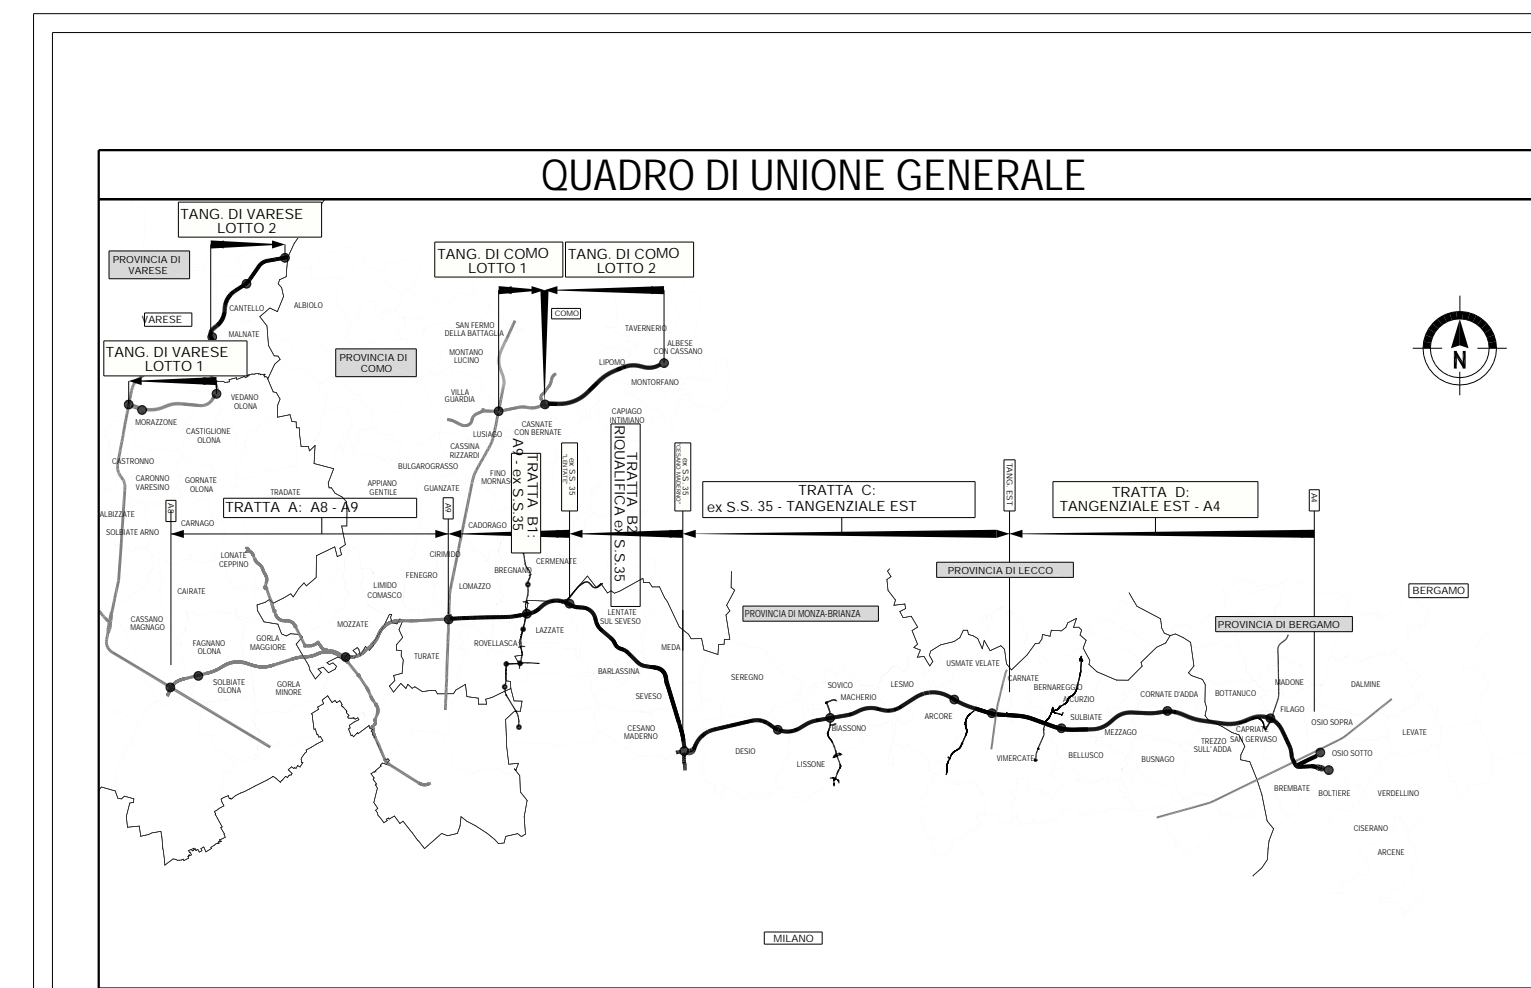 QUADRO DI UNIONE GENERALE
TANG. DI VARESE
LOTTO 2
PROVINCIA DI
VARESE
CANTELLO
ALBIOLO
VARESE
MALNATE
TANG. DI VARESE
LOTTO 1
TANG. DI COMO
LOTTO 1
TANG. DI COMO
LOTTO 2
COMO
SAN FERMO
DELLA BATTAGLIA
TAVERNERIO
ALBESE
CON CASSANO
MONTANO
LUCINO
LIPOMO
MONTORFANO
PROVINCIA DI
COMO
VILLA
GUARDIA
N
VEDANO
OLONA
MORAZZONE
CASTIGLIONE
OLONA
CAPIAGO
INTIMIANO
CASNATE
CON BERNATE
LUSIAGO
CASSINA
RIZZARDI
BULGAROGRASSO
FINO
MORNAS
CASTRONNO
CARONNO
VARESINO
GORNATE
OLONA
TRADATE
APPIANO
GENTILE
GUANZATE
A8
TRATTA A: A8 - A9
A9
TRATTA B1:
A9 - ex S.S.35
ex S.S. 35
"LENTATE"
TRATTA B2:
RIQUALIFICA ex S.S.35
ex S.S. 35
"CESANO MADERNO"
TRATTA C:
ex S.S. 35 - TANGENZIALE EST
TANG. EST
TRATTA D:
TANGENZIALE EST - A4
A4
ALBIZZATE
SOLBIATE ARNO
CARNAGO
CADORAGO
LONATE
CEPPINO
CIRIMIDO
CERMENATE
BREGNANO
FENEGRO
LIMIDO
COMASCO
LOMAZZO
CAIRATE
PROVINCIA DI LECCO
BERGAMO
CASSANO
MAGNAGO
MOZZATE
LAZZATE
LENTATE
SUL SEVESO
PROVINCIA DI MONZA-BRIANZA
PROVINCIA DI BERGAMO
FAGNANO
OLONA
GORLA
MAGGIORE
TURATE
ROVELLASCA
MEDA
BARLASSINA
SEREGNO
USMATE VELATE
CARNATE
BERNAREGGIO
SOLBIATE
OLONA
GORLA
MINORE
SEVESO
SOVICO
MACHERIO
LESMO
ACURZIO
CORNATE D'ADDA
BOTTANUCO
MADONE
DALMINE
FILAGO
ARCORE
SULBIATE
CESANO
MADERNO
BIASSONO
MEZZAGO
CAPRIATE
SAN GERVASO
OSIO SOPRA
LEVATE
TREZZO
SULL' ADDA
DESIO
LISSONE
VIMERCATE
BELLUSCO
BUSNAGO
OSIO SOTTO
BREMBATE
BOLTIERE
VERDELLINO
CISERANO
ARCENE
MILANO